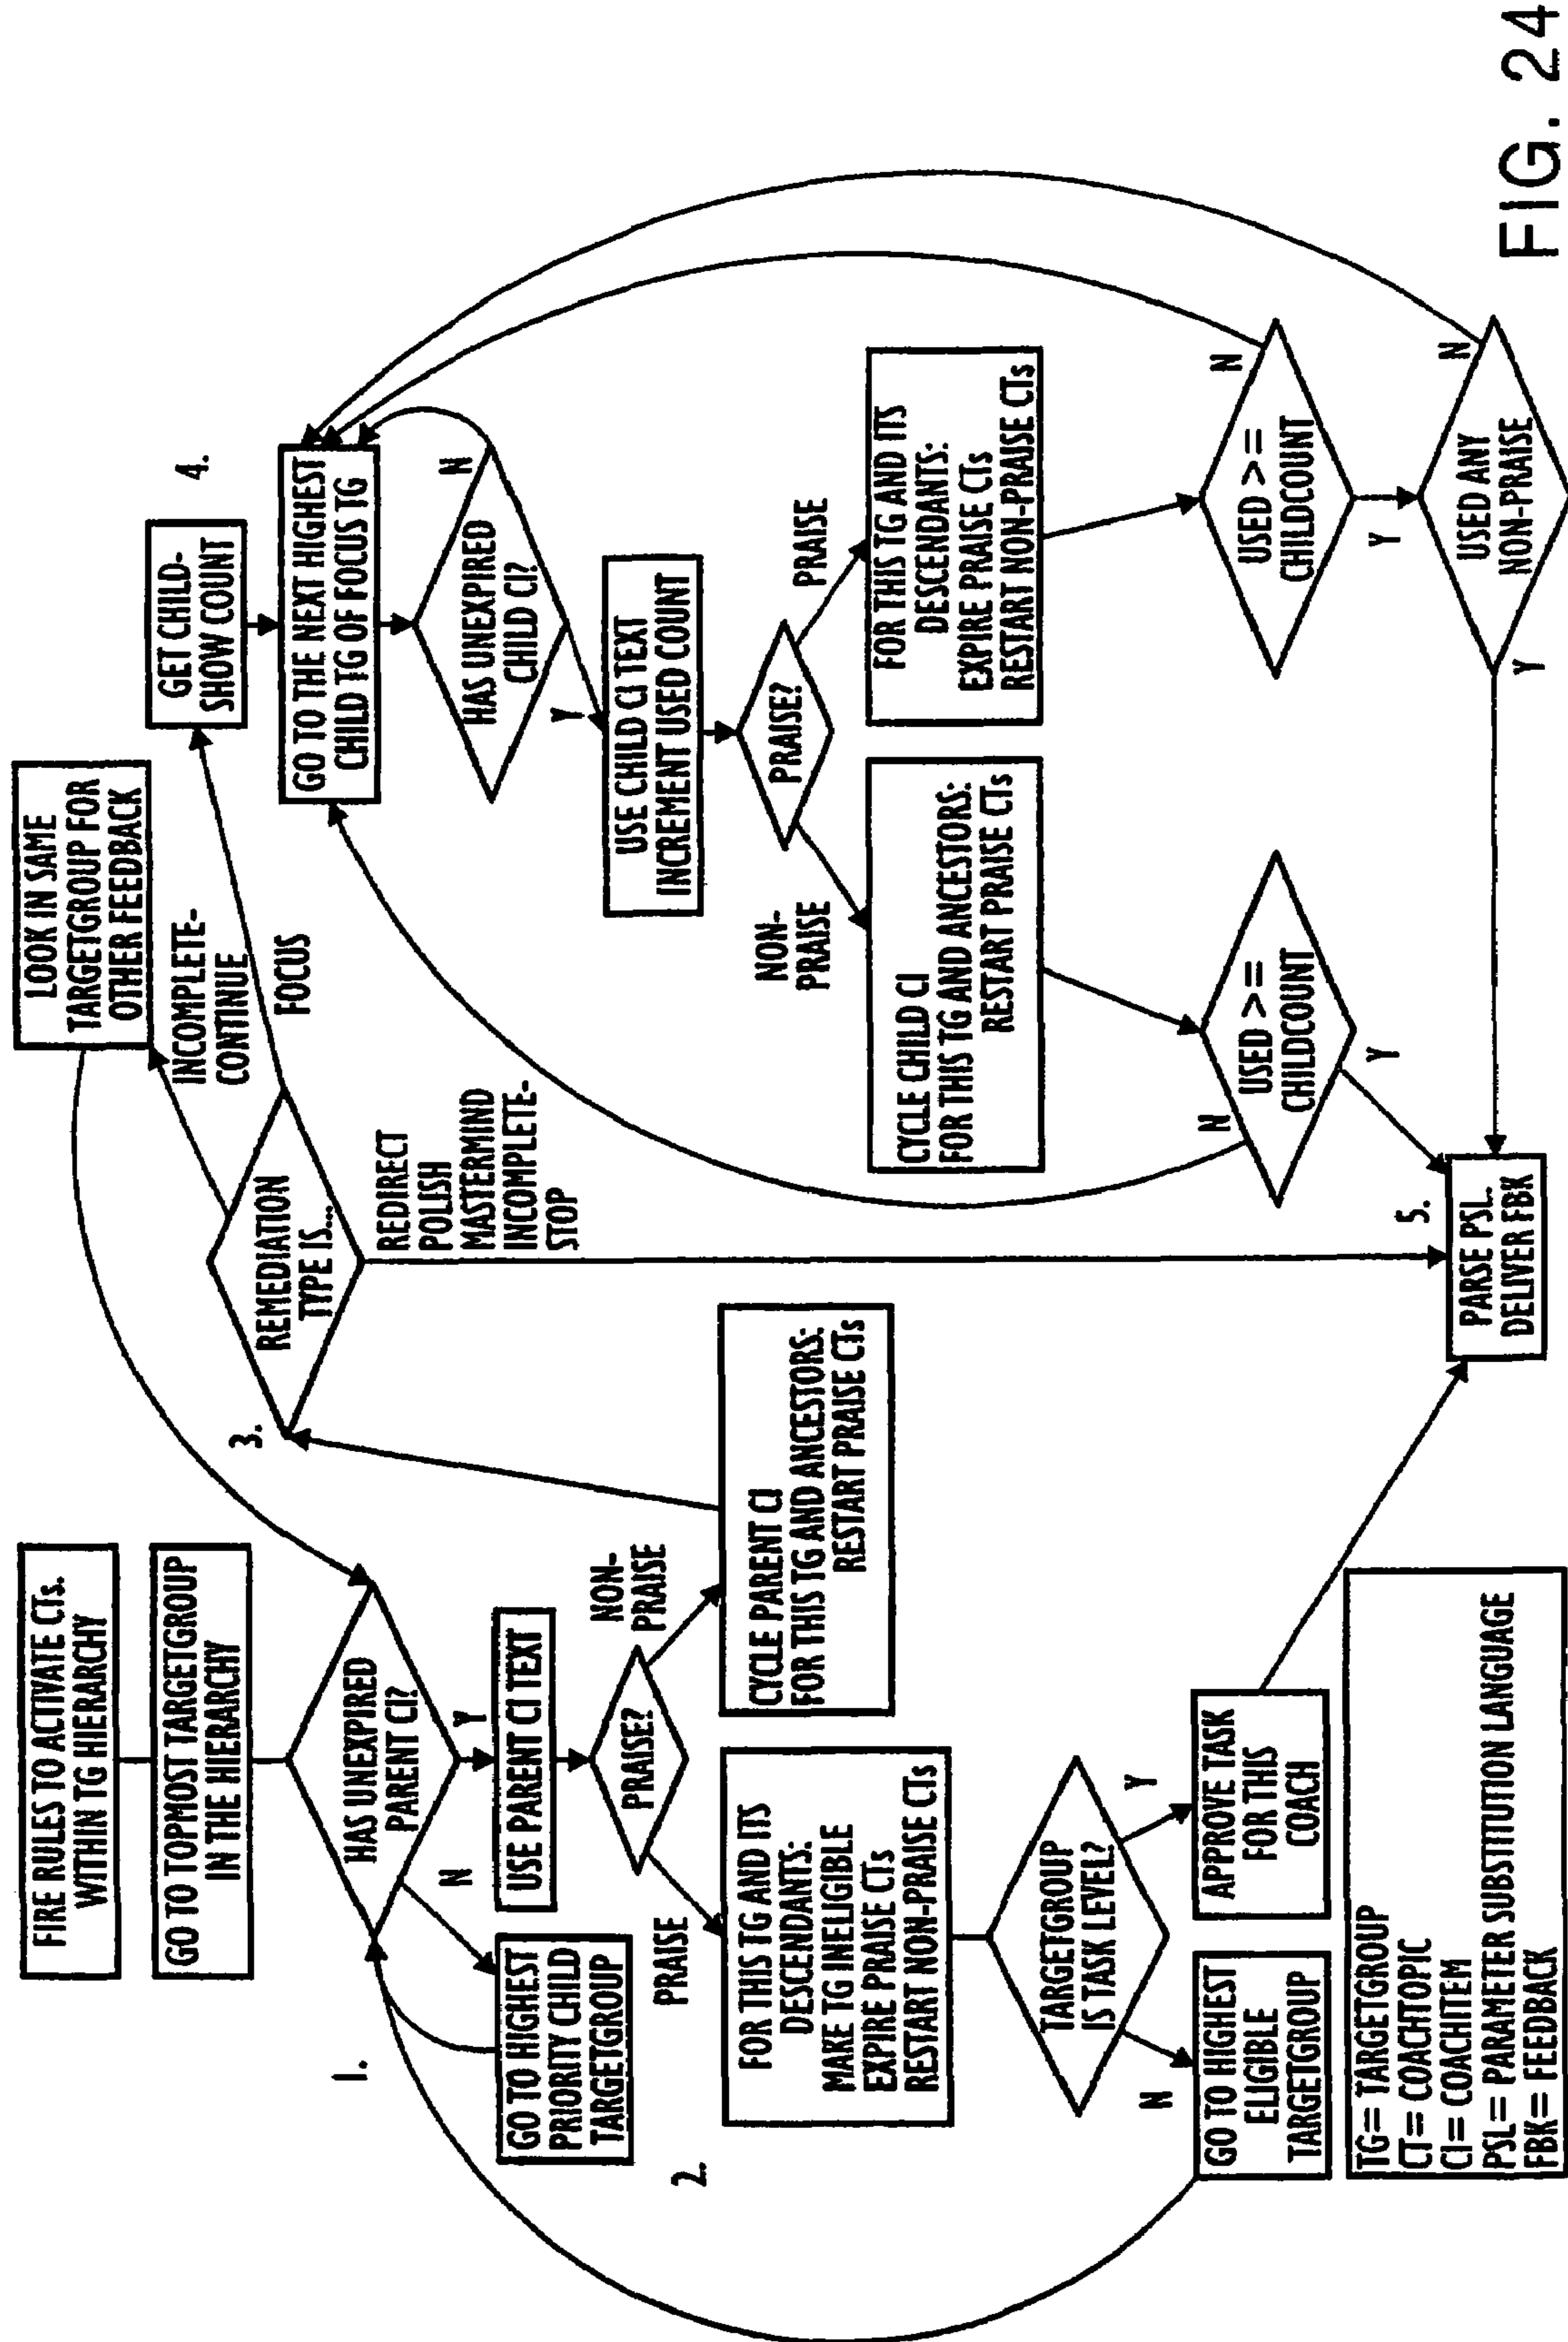 FIRE RULES TO ACTIVATE CTs.
WITHIN TG HIERARCHY
GO TO TOPMOST TARGETGROUP
IN THE HIERARCHY
1.
HAS UNEXPIRED
PARENT CI?
N
Y
GO TO HIGHEST
PRIORITY CHILD
TARGETGROUP
USE PARENT CI TEXT
2.
PRAISE?
PRAISE
NON-
PRAISE
FOR THIS TG AND ITS
DESCENDANTS:
MAKE TG INELIGIBLE
EXPIRE PRAISE CTs
RESTART NON-PRAISE CTs
CYCLE PARENT CI
FOR THIS TG AND ANCESTORS:
RESTART PRAISE CTs
TARGETGROUP
IS TASK LEVEL?
N
Y
GO TO HIGHEST
ELIGIBLE
TARGETGROUP
APPROVE TASK
FOR THIS
COACH
TG= TARGETGROUP
CT= COACHTOPIC
CI= COACHITEM
PSL= PARAMETER SUBSTITUTION LANGUAGE
FBK= FEEDBACK
3.
REMEDIATION
TYPE IS...
LOOK IN SAME
TARGETGROUP FOR
OTHER FEEDBACK
INCOMPLETE-
CONTINUE
FOCUS
REDIRECT
POLISH
MASTERMIND
INCOMPLETE-
STOP
GET CHILD-
SHOW COUNT
4.
GO TO THE NEXT HIGHEST
CHILD TG OF FOCUS TG
HAS UNEXPIRED
CHILD CI?
N
Y
USE CHILD CI TEXT
INCREMENT USED COUNT
PRAISE?
NON-
PRAISE
PRAISE
CYCLE CHILD CI
FOR THIS TG AND ANCESTORS:
RESTART PRAISE CTs
FOR THIS TG AND ITS
DESCENDANTS:
EXPIRE PRAISE CTs
RESTART NON-PRAISE CTs
N
USED >=
CHILDCOUNT
Y
N
USED >=
CHILDCOUNT
Y
N
USED ANY
NON-PRAISE
Y
5.
PARSE PSL.
DELIVER FBK
FIG. 24